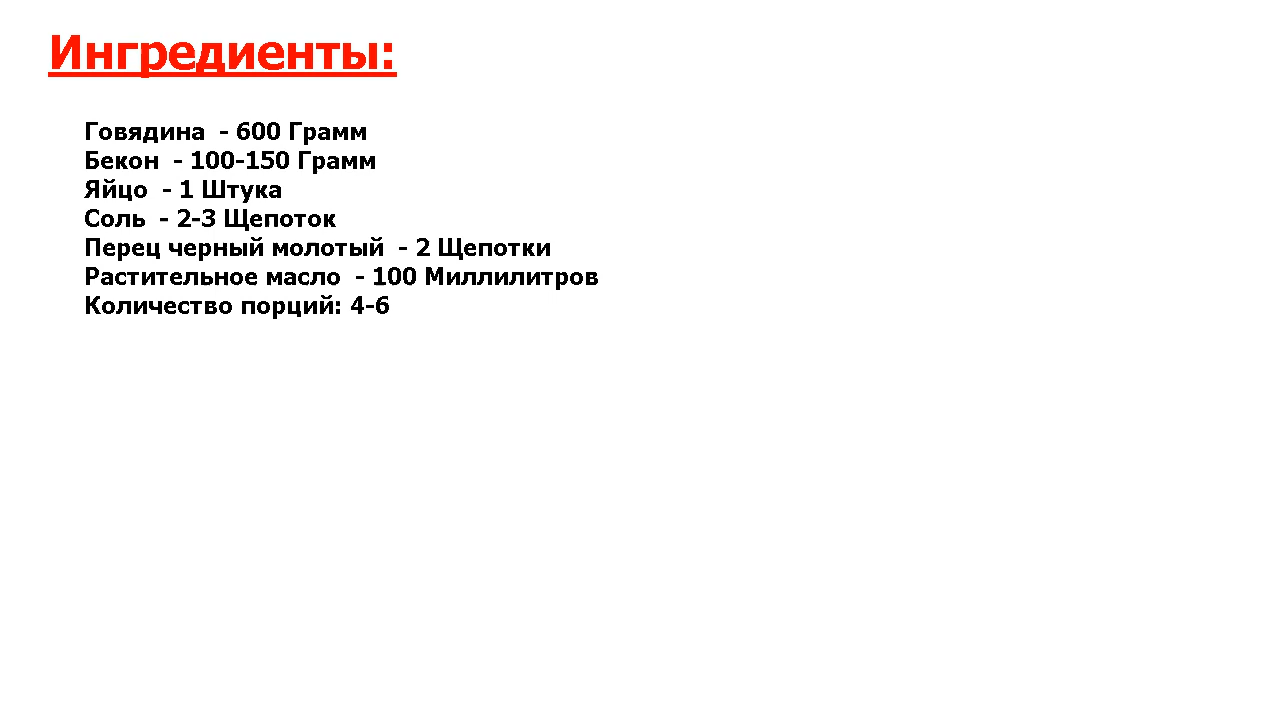 Ингредиенты:
Говядина  - 600 Грамм
Бекон  - 100-150 Грамм
Яйцо  - 1 Штука
Соль  - 2-3 Щепоток
Перец черный молотый  - 2 Щепотки
Растительное масло  - 100 Миллилитров
Количество порций: 4-6